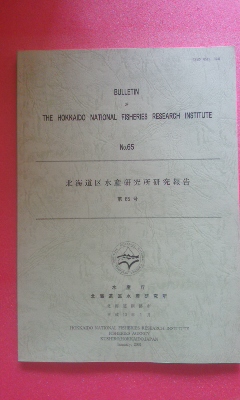 BULLETIN
OF
THE HOKKAIDO NATIONAL FISHERIES RESEARCH INSTITUTE
No.65
北海道区水産研究所研究報告
第65号
水産庁
北海道区水産研究所
HOKKAIDO NATIONAL FISHERIES RESEARCH INSTITUTE